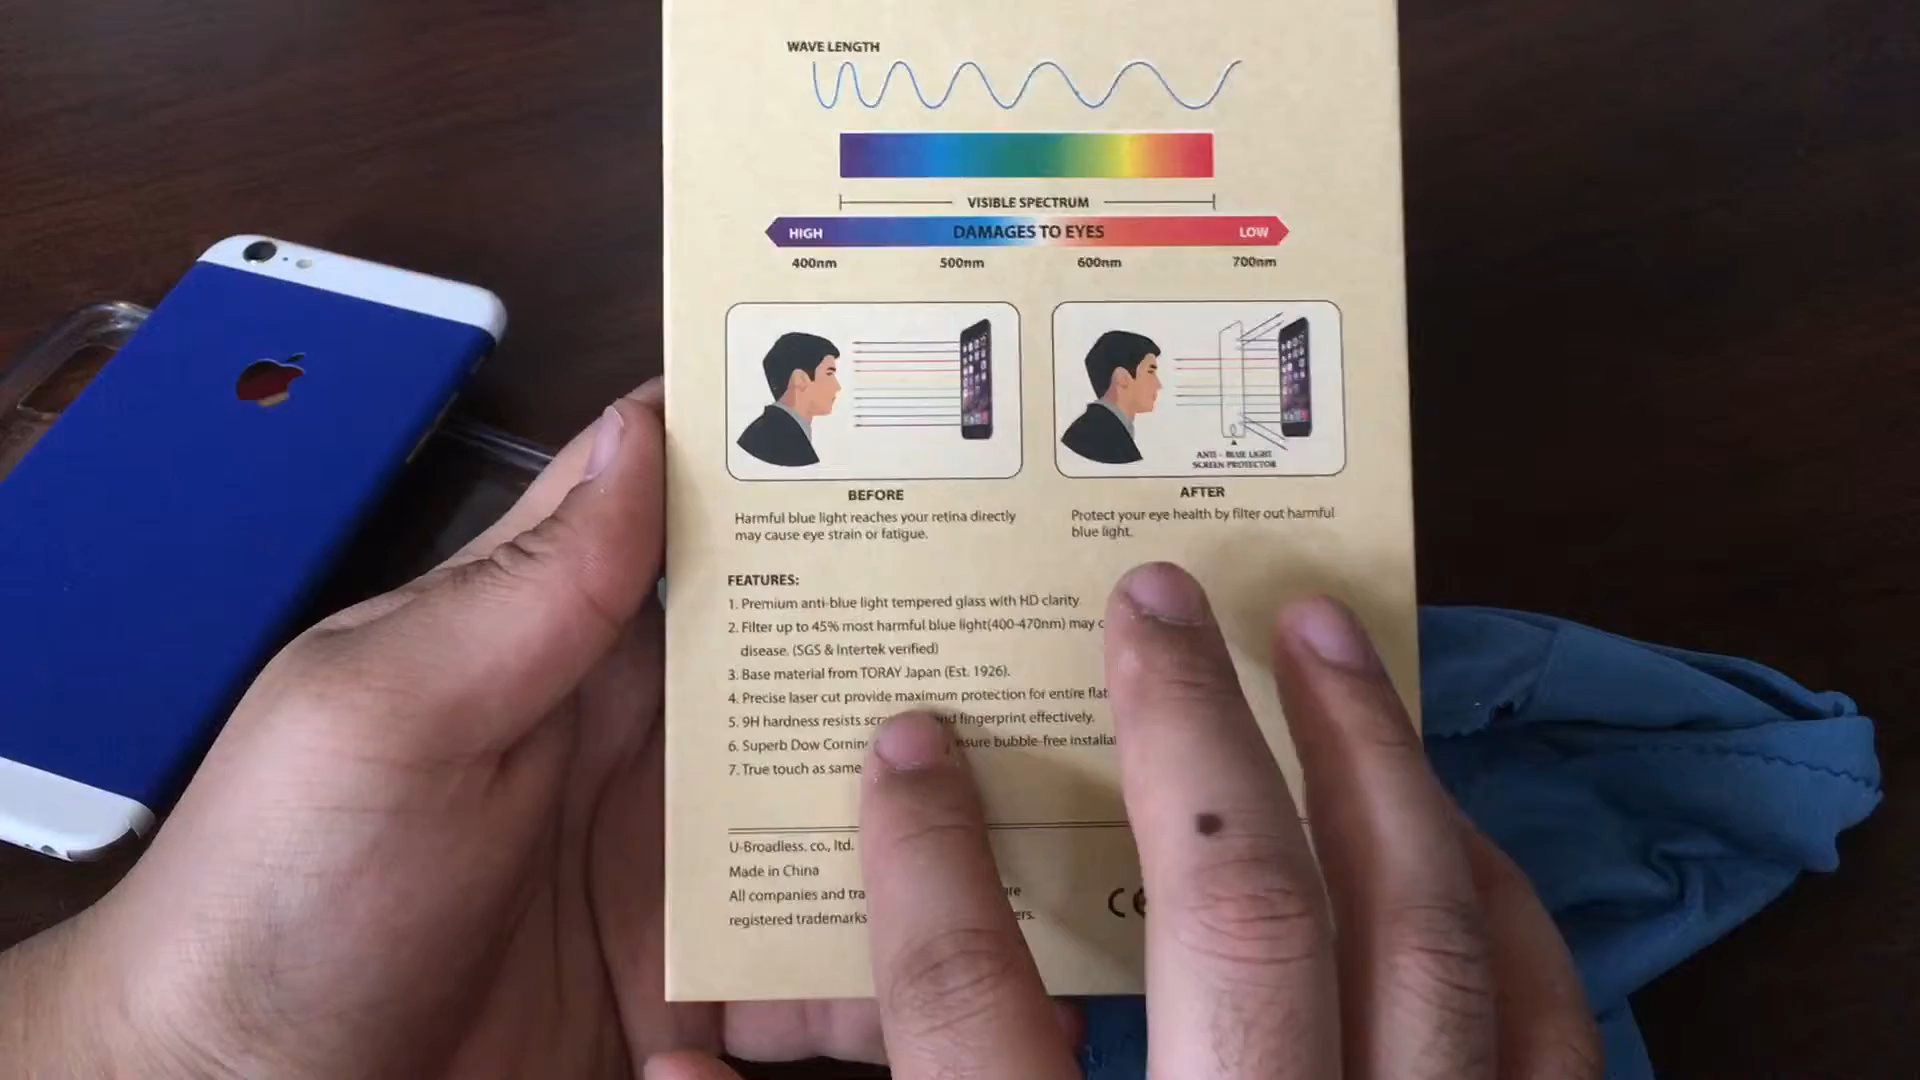 WAVE LENGTH
VISIBLE SPECTRUM
HIGH DAMAGES TO EYES LOW
400nm 500nm 600nm 700nm
ANTI - BLUE LIGHT
SCREEN PROTECTOR
BEFORE
Harmful blue light reaches your retina directly
may cause eye strain or fatigue.
AFTER
Protect your eye health by filter out harmful
blue light.
FEATURES:
1. Premium anti-blue light tempered glass with HD clarity
2. Filter up to 45% most harmful blue light(400-470nm) may
disease. (SGS & Intertek verified)
3. Base material from TORAY Japan (Est. 1926).
4. Precise laser cut provide maximum protection for entire flat
5. 9H hardness resists fingerprint effectively.
6. Superb Dow bubble-free
7. True touch as same
U-Broadless. co., ltd.
Made in China
All companies and
registered trademarks
CE